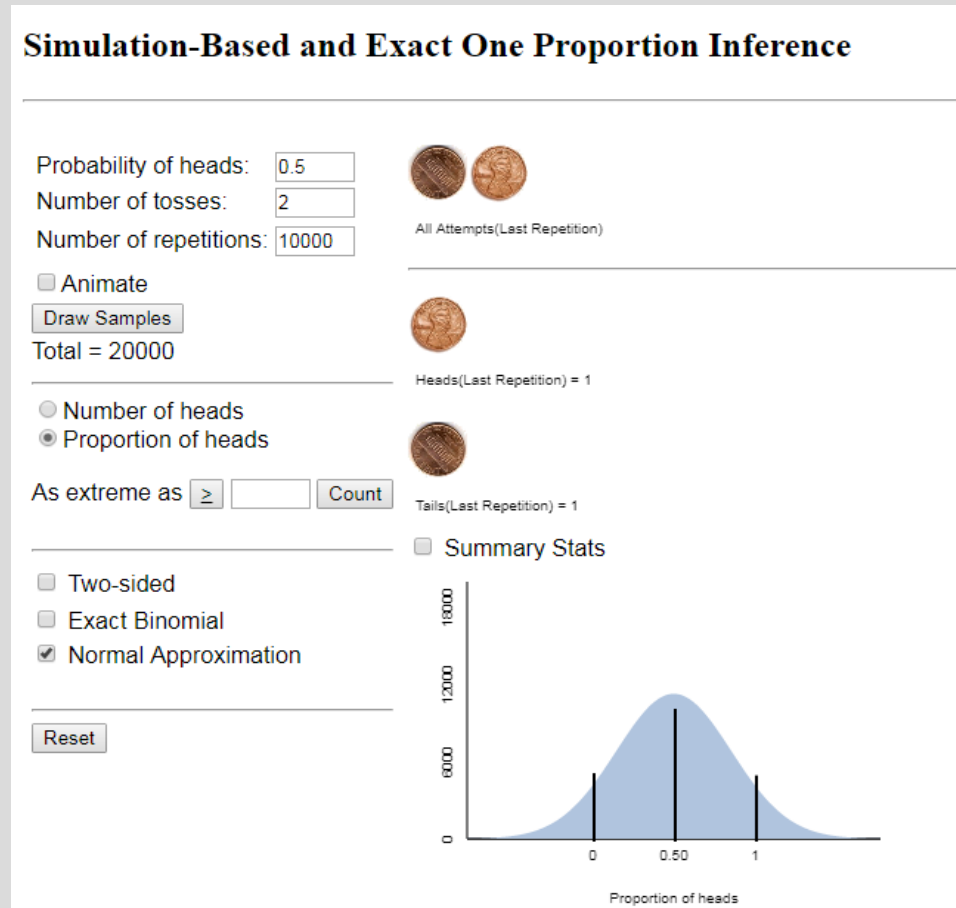 Simulation-Based and Exact One Proportion Inference
Probability of heads: 0.5
Number of tosses: 2
Number of repetitions: 10000
Animate
Draw Samples
Total = 20000
Number of heads
Proportion of heads
As extreme as ≥ Count
Two-sided
Exact Binomial
Normal Approximation
Reset
All Attempts(Last Repetition)
Heads(Last Repetition) = 1
Tails(Last Repetition) = 1
Summary Stats
18000
12000
6000
0
0 0.50 1
Proportion of heads